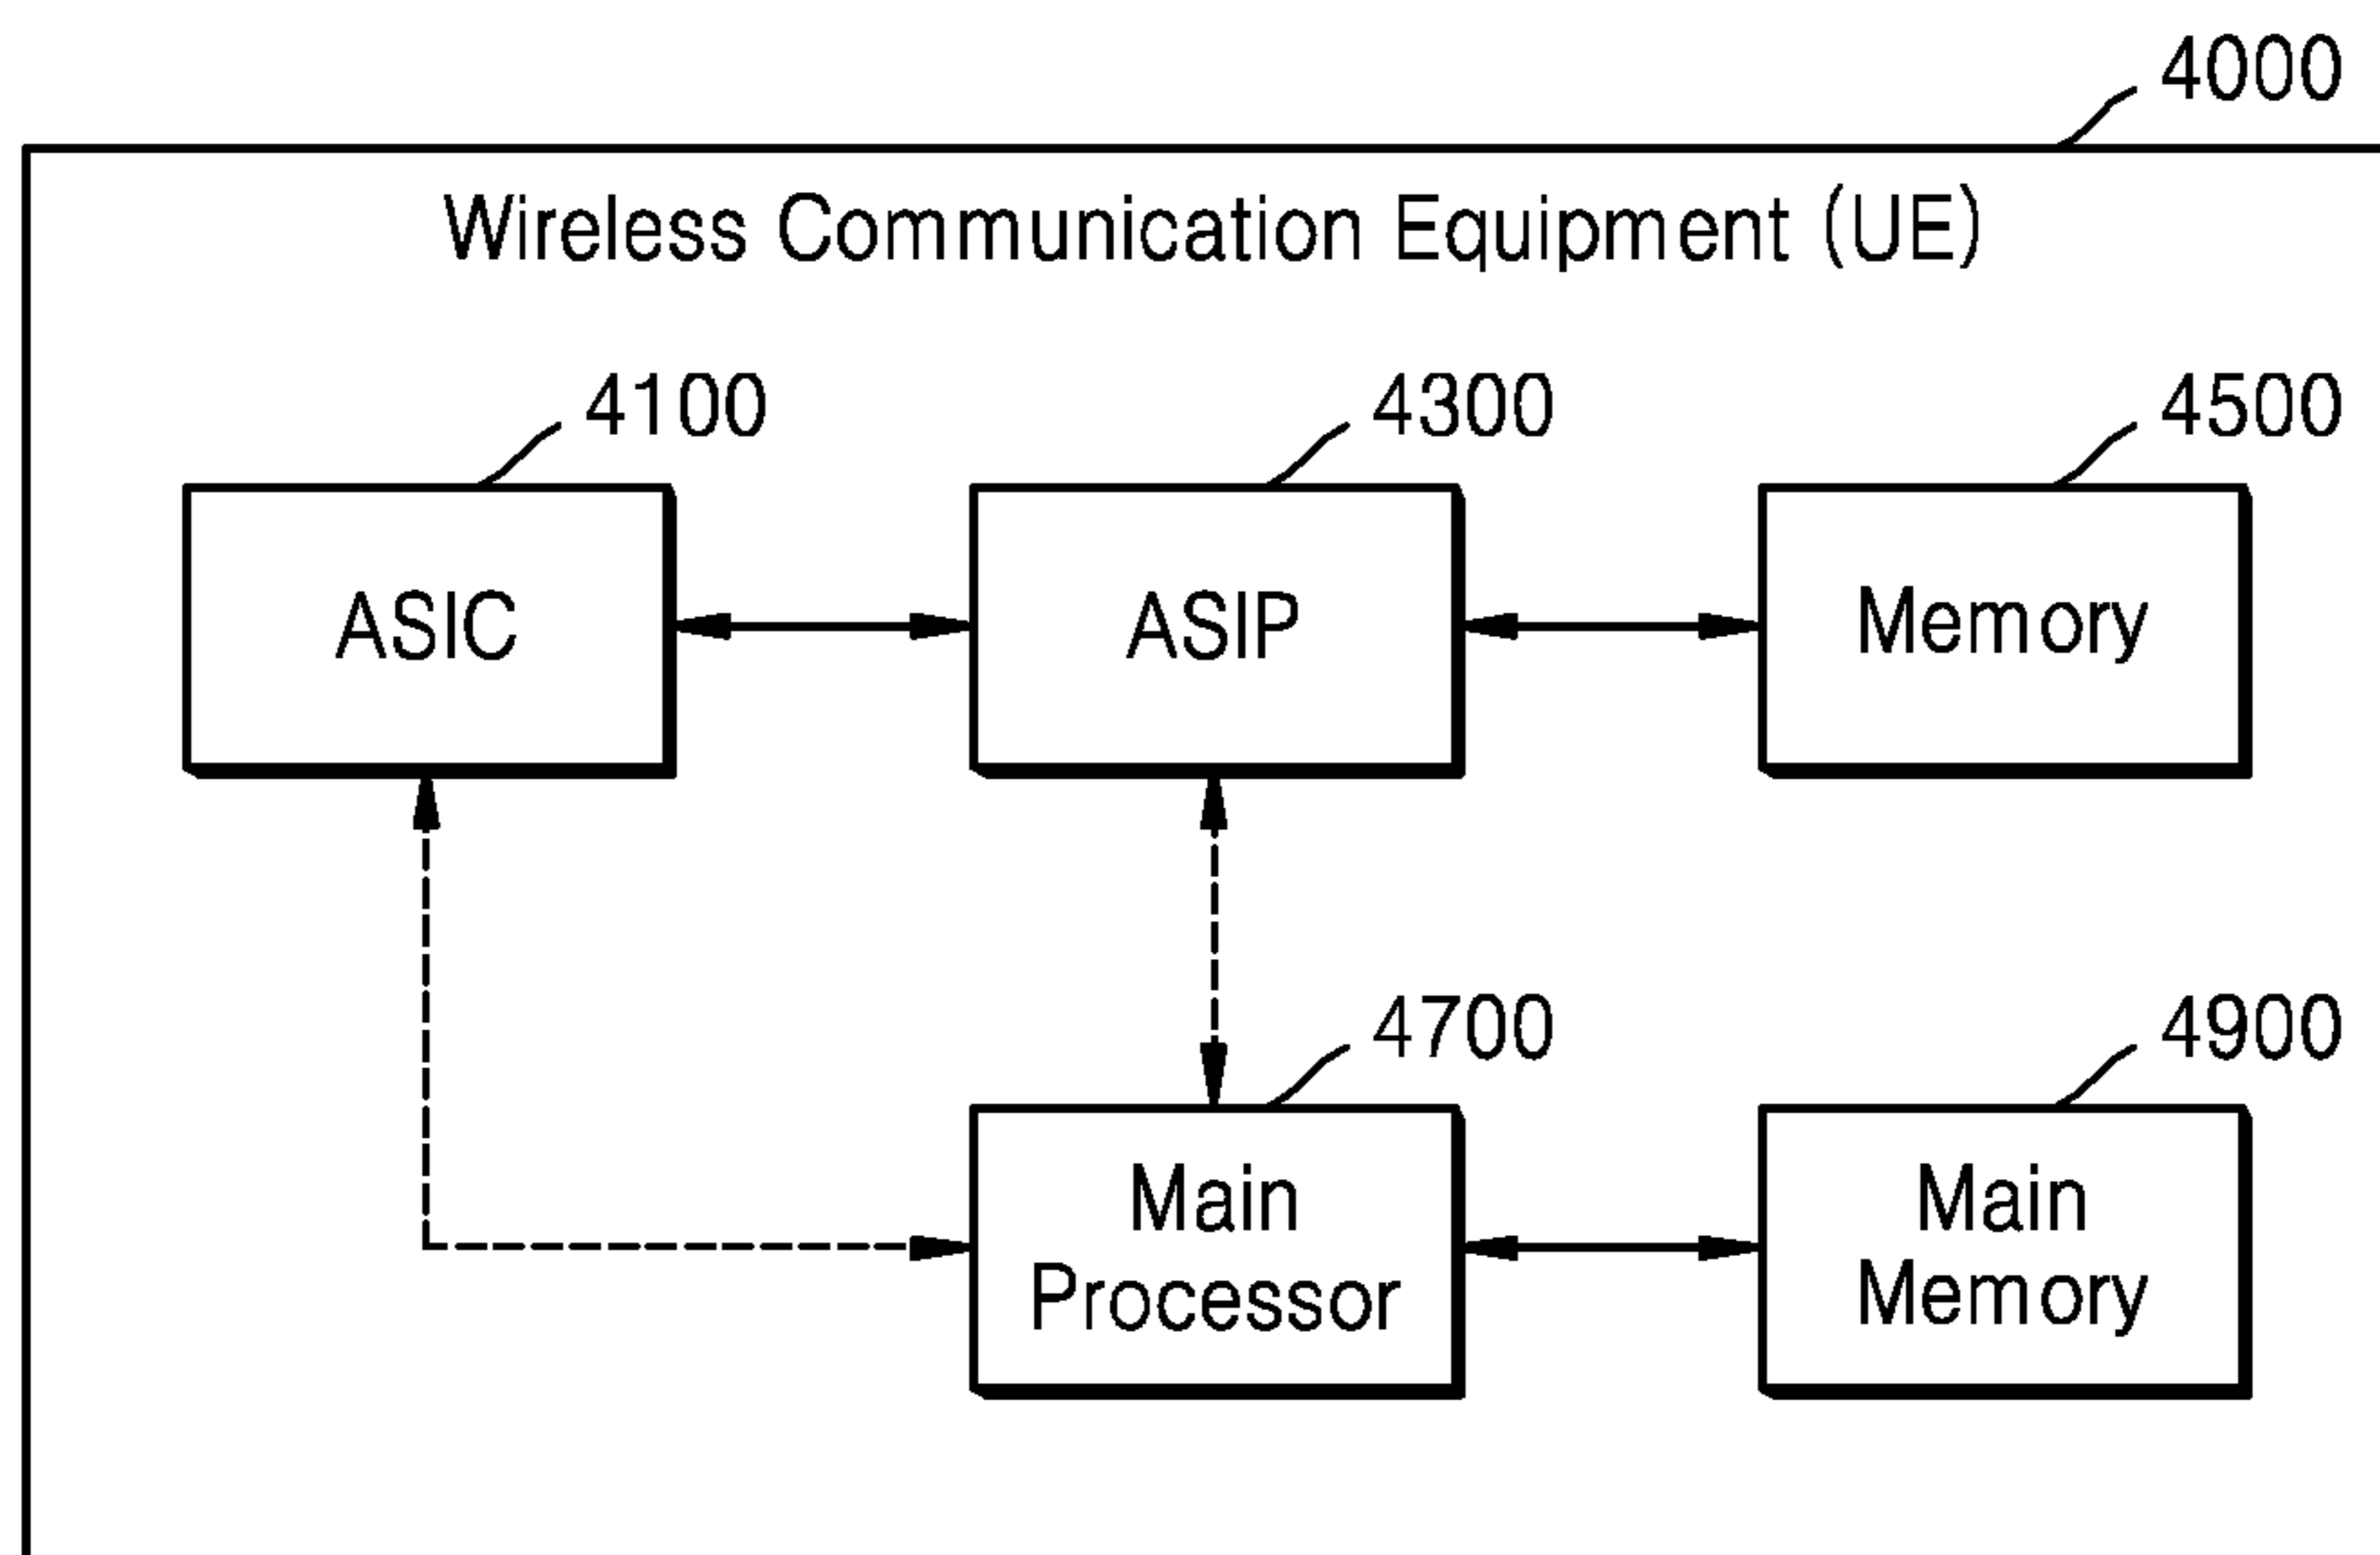 4000
Wireless Communication Equipment (UE)
4100
4300
4500
ASIC
ASIP
Memory
4700
4900
Main
Processor
Main
Memory